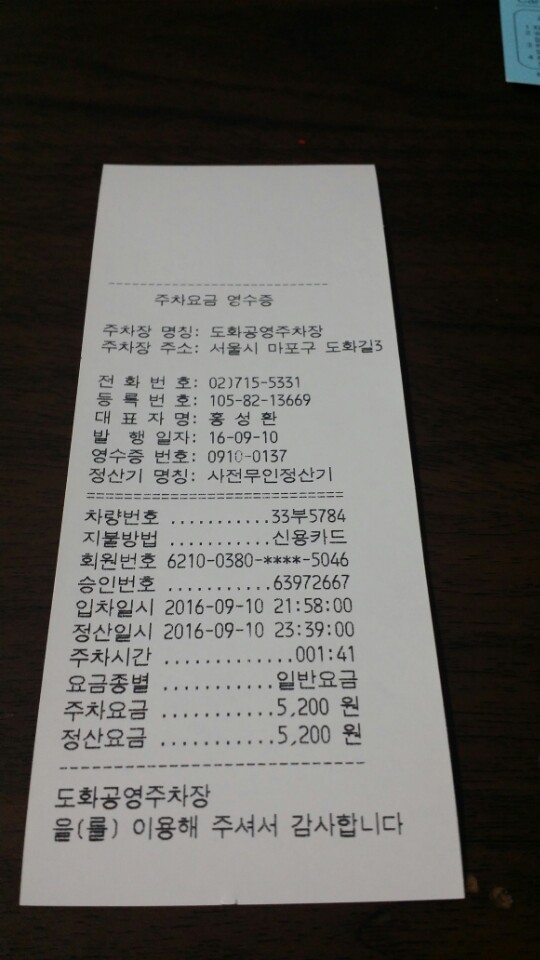 주차요금 영수증
주차장 명칭: 도화공영주차장
주차장 주소: 서울시 마포구 도화길3
전 화 번 호: 02)715-5331
등 록 번 호: 105-82-13669
대 표 자 명: 홍 성 환
발 행 일자: 16-09-10
영수증 번호: 0910-0137
정산기 명칭: 사전무인정산기
==============================
차량번호 ...........33부5784
지불방법 ...........신용카드
회원번호 6210-0380-****-5046
승인번호 ...........63972667
입차일시 2016-09-10 21:58:00
정산일시 2016-09-10 23:39:00
주차시간 .............001:41
요금종별 ...........일반요금
주차요금 ...........5,200 원
정산요금 ...........5,200 원
도화공영주차장
을(를) 이용해 주셔서 감사합니다